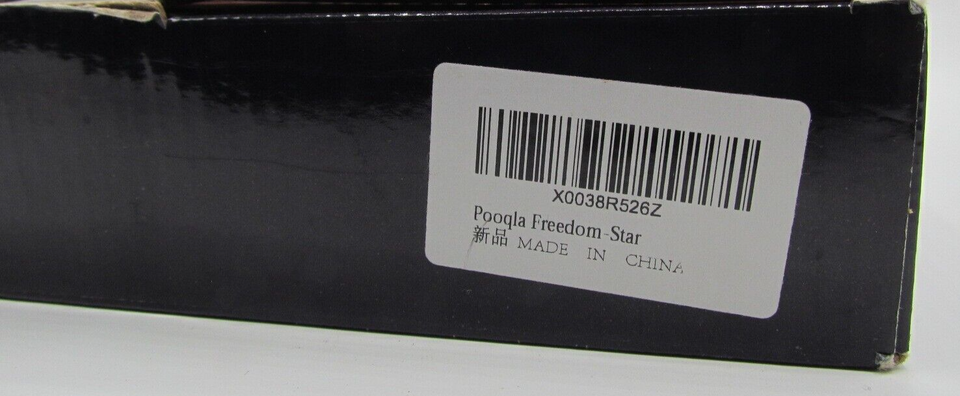 X0038R526Z
Pooqla Freedom-Star
新品 MADE IN CHINA